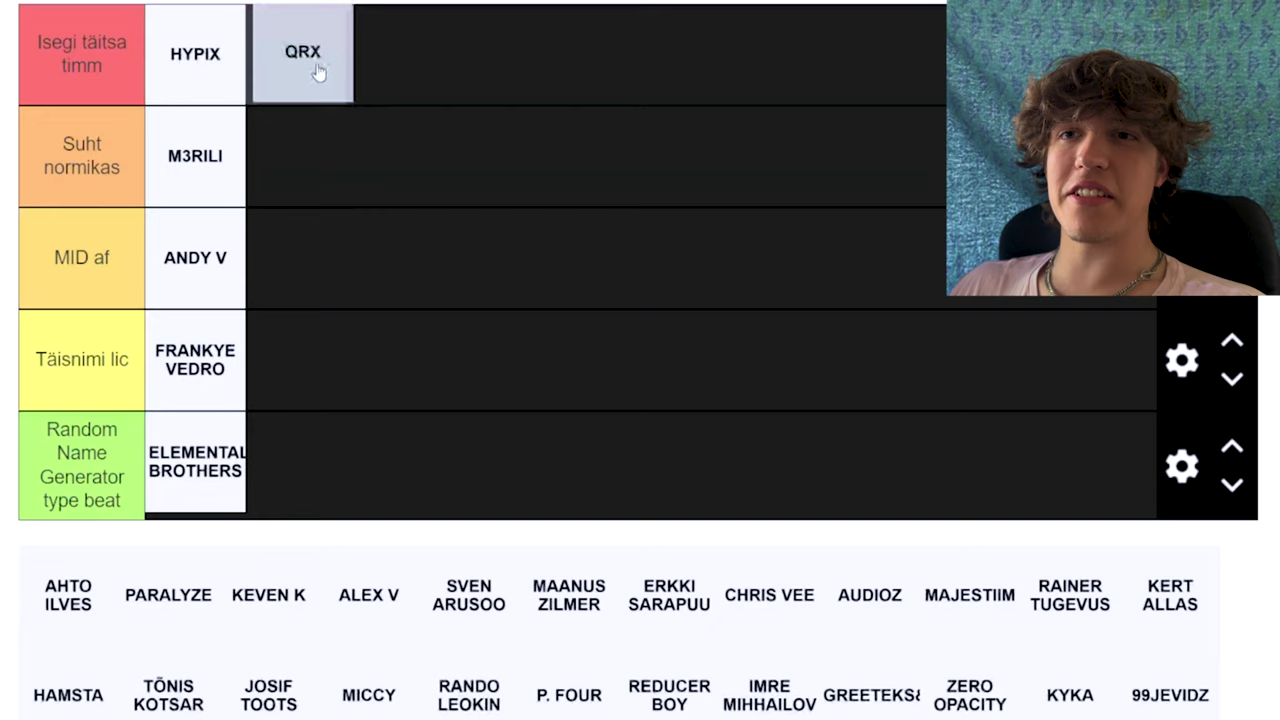 Isegi täitsa
timm
HYPIX
QRX
Suht
normikas
M3RILI
MID af
ANDY V
Täisnimi lic
FRANKYE
VEDRO
Random
Name
Generator
type beat
ELEMENTAL
BROTHERS
AHTO
ILVES
PARALYZE
KEVEN K
ALEX V
SVEN
ARUSOO
MAANUS
ZILMER
ERKKI
SARAPUU
CHRIS VEE
AUDIOZ
MAJESTIIM
RAINER
TUGEVUS
KERT
ALLAS
HAMSTA
TÕNIS
KOTSAR
JOSIF
TOOTS
MICCY
RANDO
LEOKIN
P. FOUR
REDUCER
BOY
IMRE
MIHHAILOV
GREETEKS&
ZERO
OPACITY
KYKA
99JEVIDZ